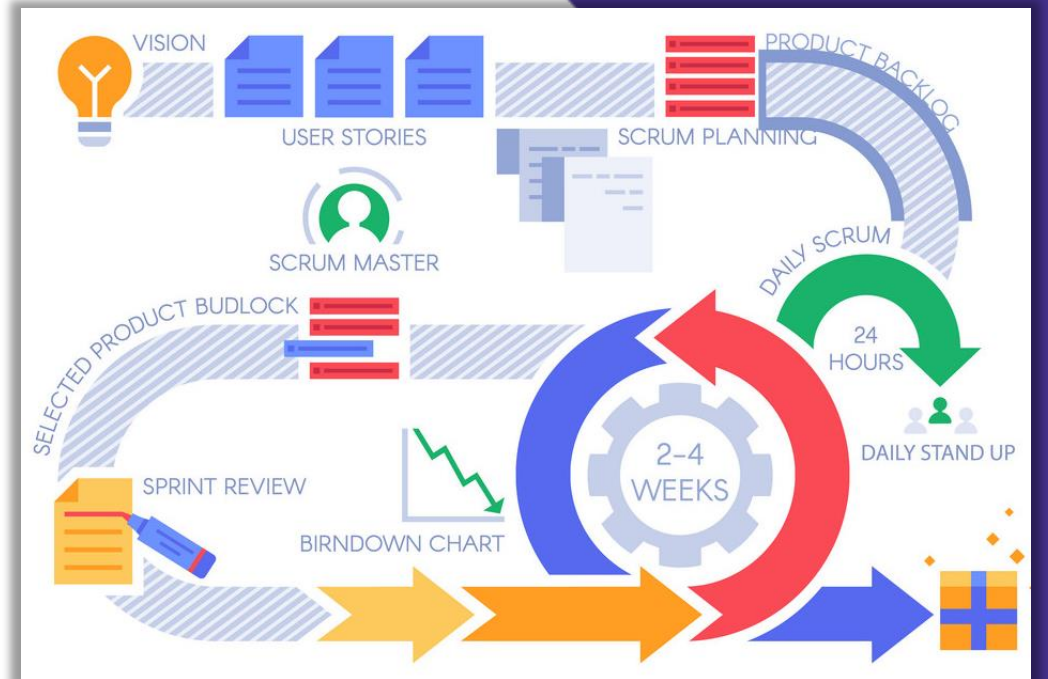 VISION
PRODUCT BACKLOG
USER STORIES
SCRUM PLANNING
SCRUM MASTER
DAILY SCRUM
24
HOURS
SELECTED PRODUCT BUDLOCK
DAILY STAND UP
2-4
WEEKS
SPRINT REVIEW
BIRNDOWN CHART